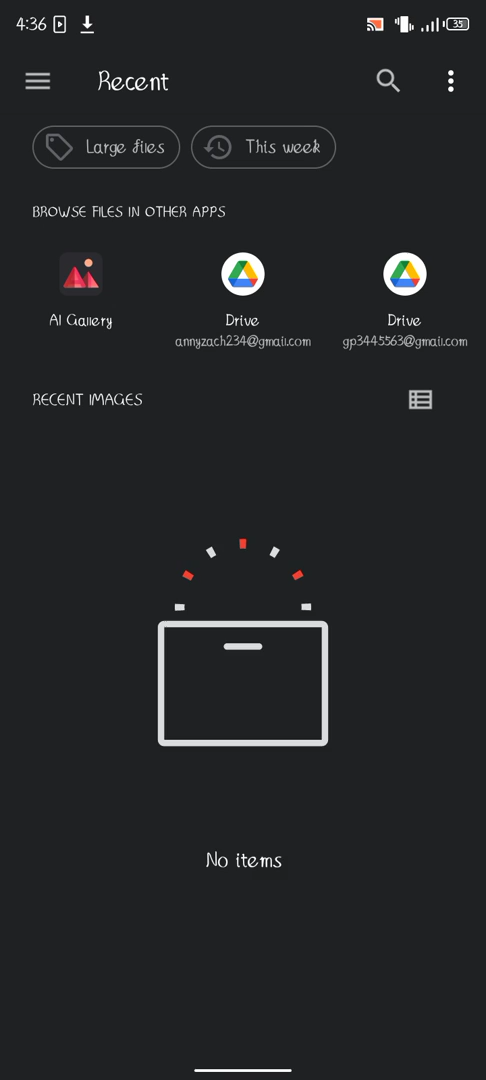 4:36
35
Recent
Large files
This week
BROWSE FILES IN OTHER APPS
AI Gallery
Drive
annyzach234@gmail.com
Drive
gp3445563@gmail.com
RECENT IMAGES
No items